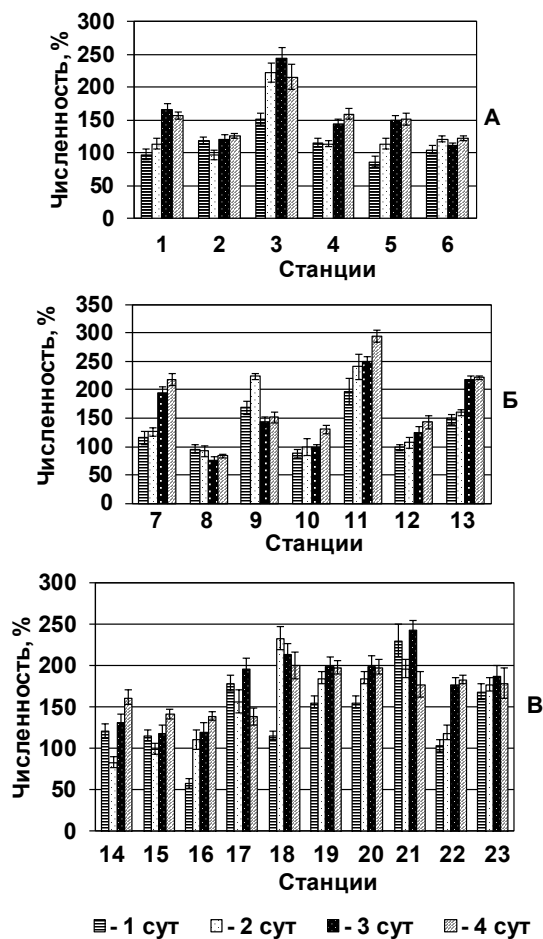 300
250
200
150
100
50
0
Численность, %
А
1 2 3 4 5 6
Станции
350
300
250
200
150
100
50
0
Численность, %
Б
7 8 9 10 11 12 13
Станции
300
250
200
150
100
50
0
Численность, %
В
14 15 16 17 18 19 20 21 22 23
Станции
- 1 сут - 2 сут - 3 сут - 4 сут